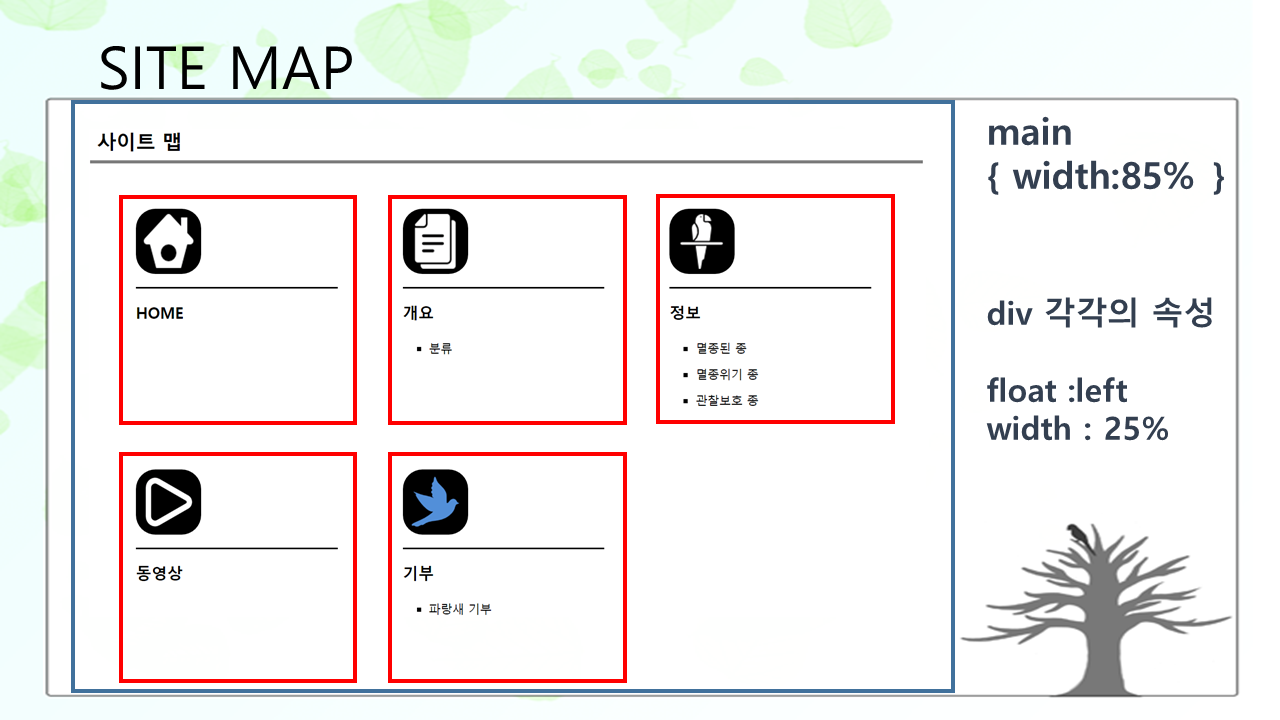 SITE MAP
사이트 맵
HOME
개요
▪ 분류
정보
▪ 멸종된 종
▪ 멸종위기 종
▪ 관찰보호 종
동영상
기부
▪ 파랑새 기부
main
{ width:85% }
div 각각의 속성
float :left
width : 25%